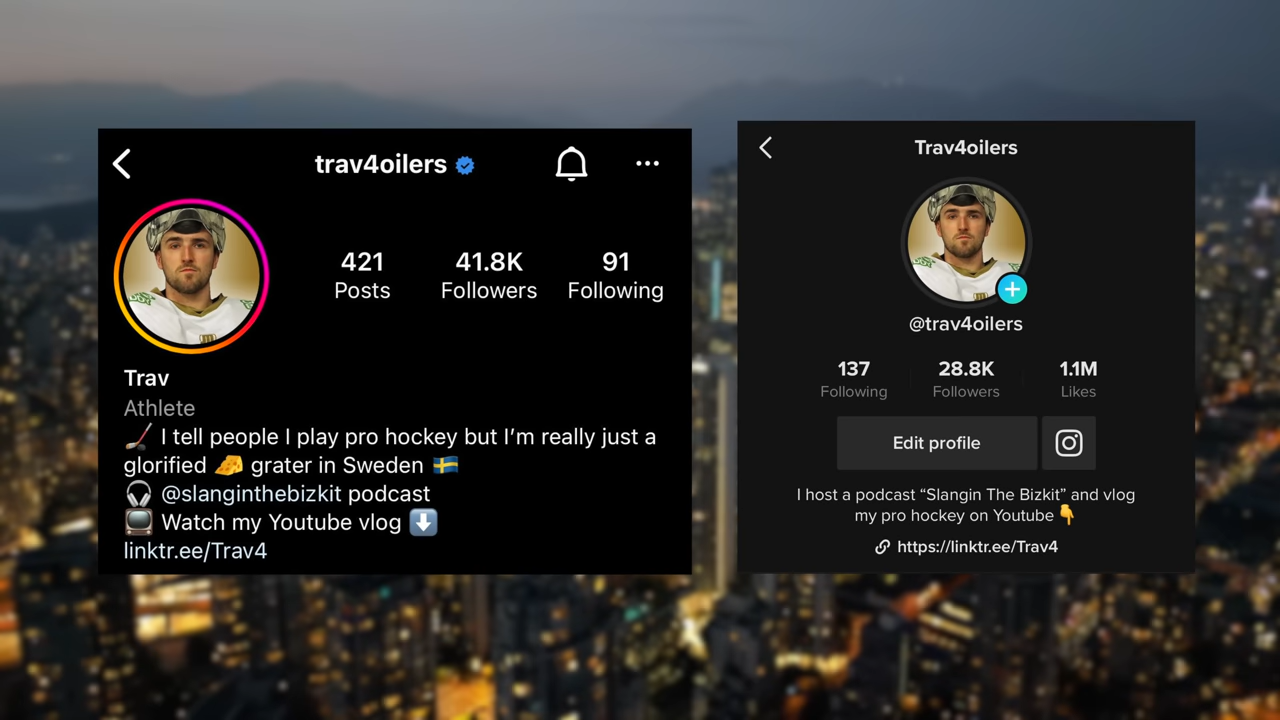 trav4oilers
421 41.8K 91
Posts Followers Following
Trav
Athlete
🏒 I tell people I play pro hockey but I’m really just a
glorified 🧀 grater in Sweden 🇸🇪
🎧 @slanginthebizkit podcast
📺 Watch my Youtube vlog ⬇️
linktr.ee/Trav4
Trav4oilers
@trav4oilers
137 28.8K 1.1M
Following Followers Likes
Edit profile
I host a podcast “Slangin The Bizkit” and vlog
my pro hockey on Youtube 👇
https://linktr.ee/Trav4